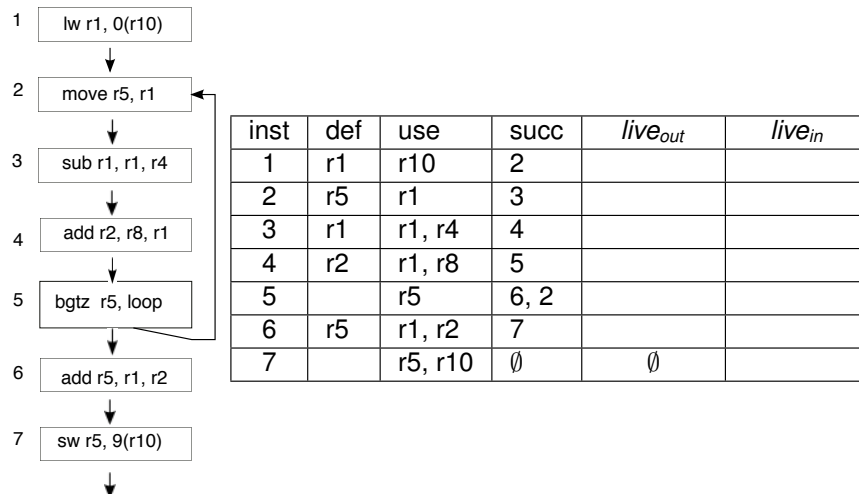 1 lw r1, 0(r10)
2 move r5, r1
3 sub r1, r1, r4
4 add r2, r8, r1
5 bgtz r5, loop
6 add r5, r1, r2
7 sw r5, 9(r10)
inst def use succ live_out live_in
1 r1 r10 2
2 r5 r1 3
3 r1 r1, r4 4
4 r2 r1, r8 5
5 r5 6, 2
6 r5 r1, r2 7
7 r5, r10 ∅ ∅